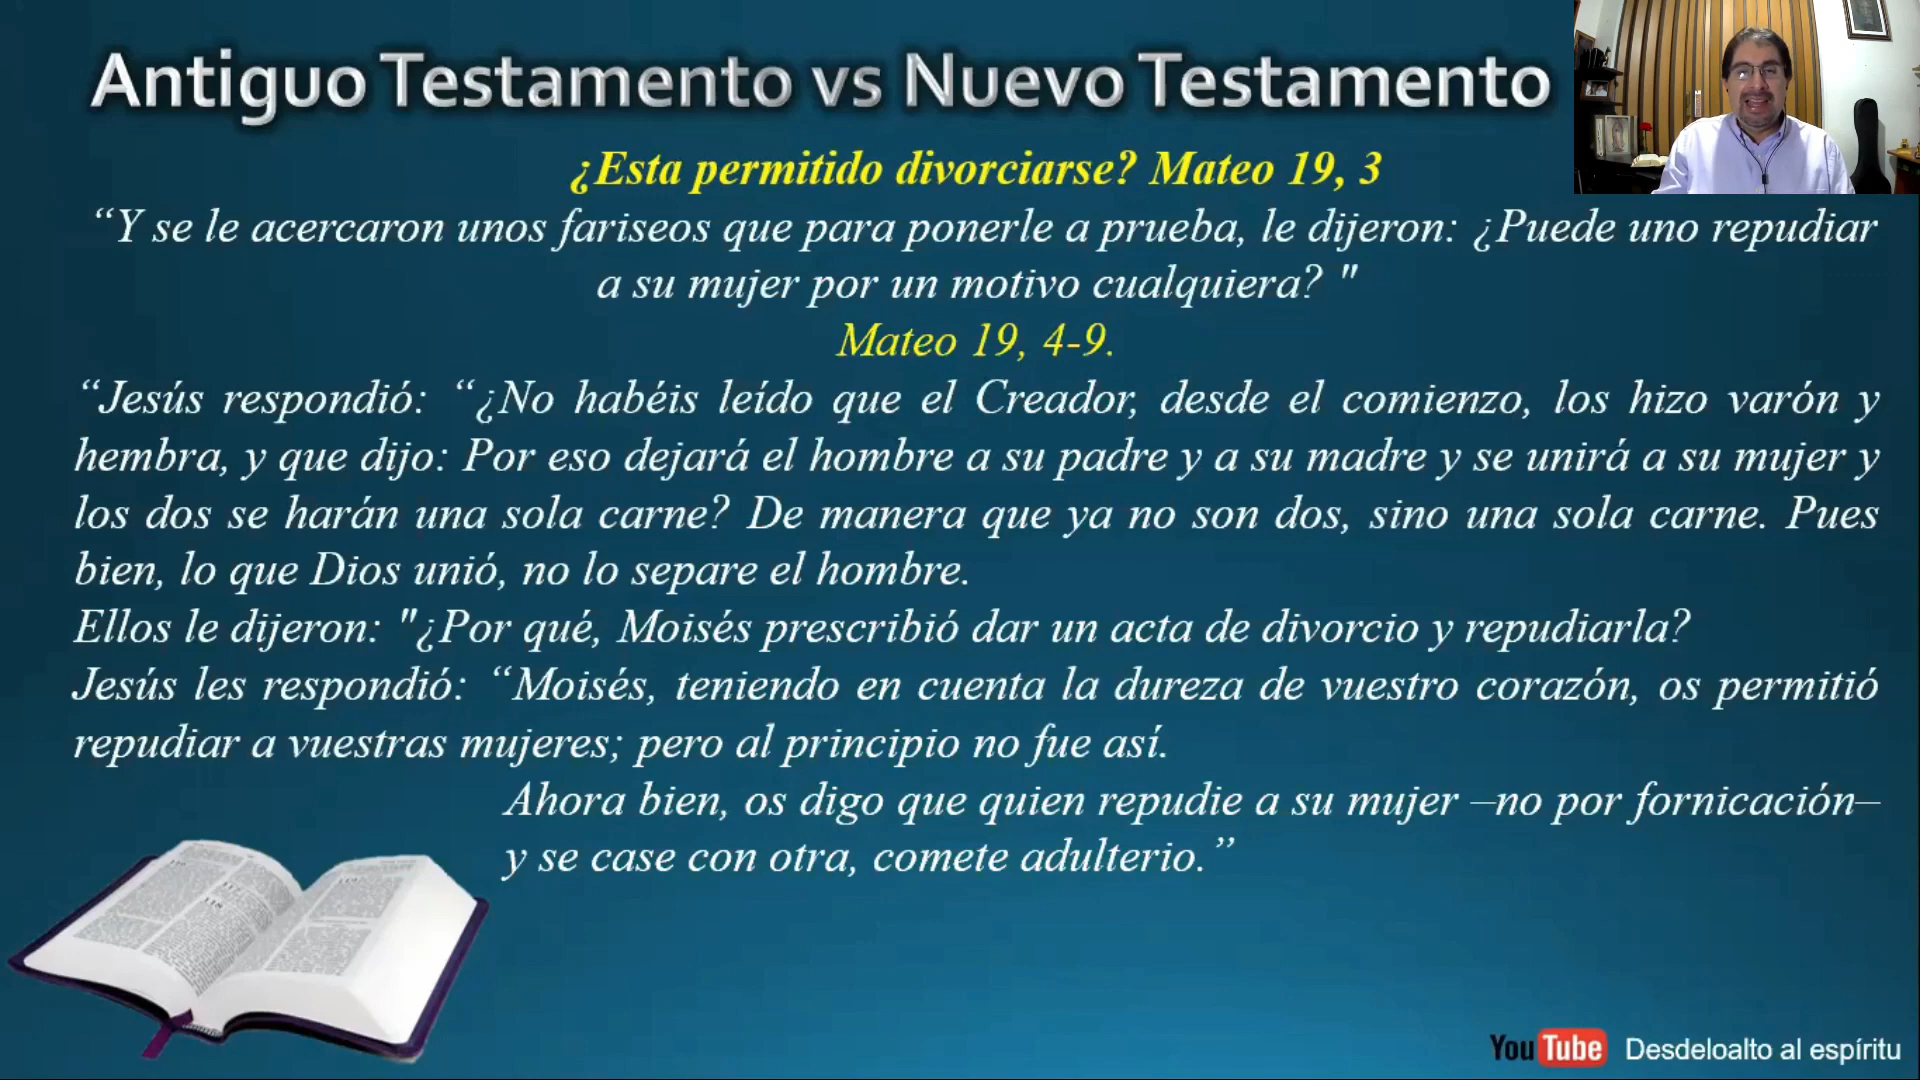 Antiguo Testamento vs Nuevo Testamento
¿Esta permitido divorciarse? Mateo 19, 3
“Y se le acercaron unos fariseos que para ponerle a prueba, le dijeron: ¿Puede uno repudiar
a su mujer por un motivo cualquiera? "
Mateo 19, 4-9.
“Jesús respondió: “¿No habéis leído que el Creador, desde el comienzo, los hizo varón y
hembra, y que dijo: Por eso dejará el hombre a su padre y a su madre y se unirá a su mujer y
los dos se harán una sola carne? De manera que ya no son dos, sino una sola carne. Pues
bien, lo que Dios unió, no lo separe el hombre.
Ellos le dijeron: "¿Por qué, Moisés prescribió dar un acta de divorcio y repudiarla?
Jesús les respondió: “Moisés, teniendo en cuenta la dureza de vuestro corazón, os permitió
repudiar a vuestras mujeres; pero al principio no fue así.
Ahora bien, os digo que quien repudie a su mujer –no por fornicación–
y se case con otra, comete adulterio.”
YouTube Desdeloalto al espíritu